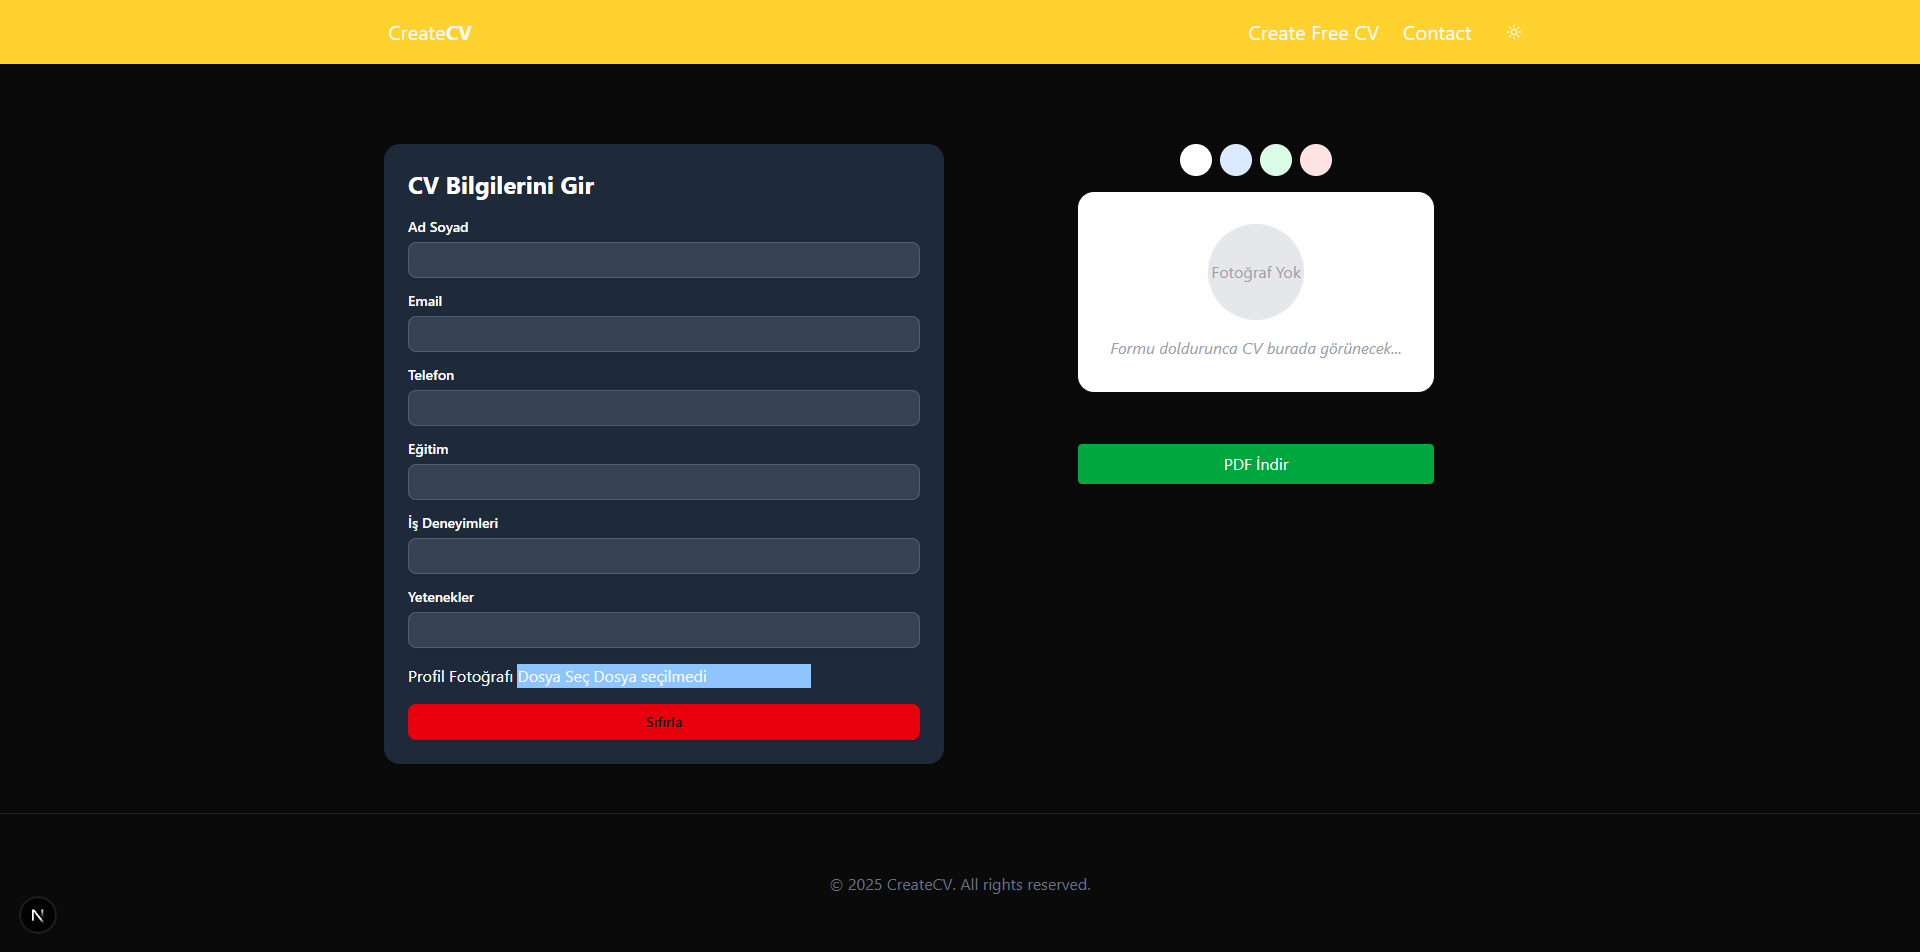 CreateCV
Create Free CV
Contact
CV Bilgilerini Gir
Ad Soyad
Email
Telefon
Eğitim
İş Deneyimleri
Yetenekler
Profil Fotoğrafı Dosya Seç Dosya seçilmedi
Sıfırla
Fotoğraf Yok
Formu doldurunca CV burada görünecek...
PDF İndir
© 2025 CreateCV. All rights reserved.
N